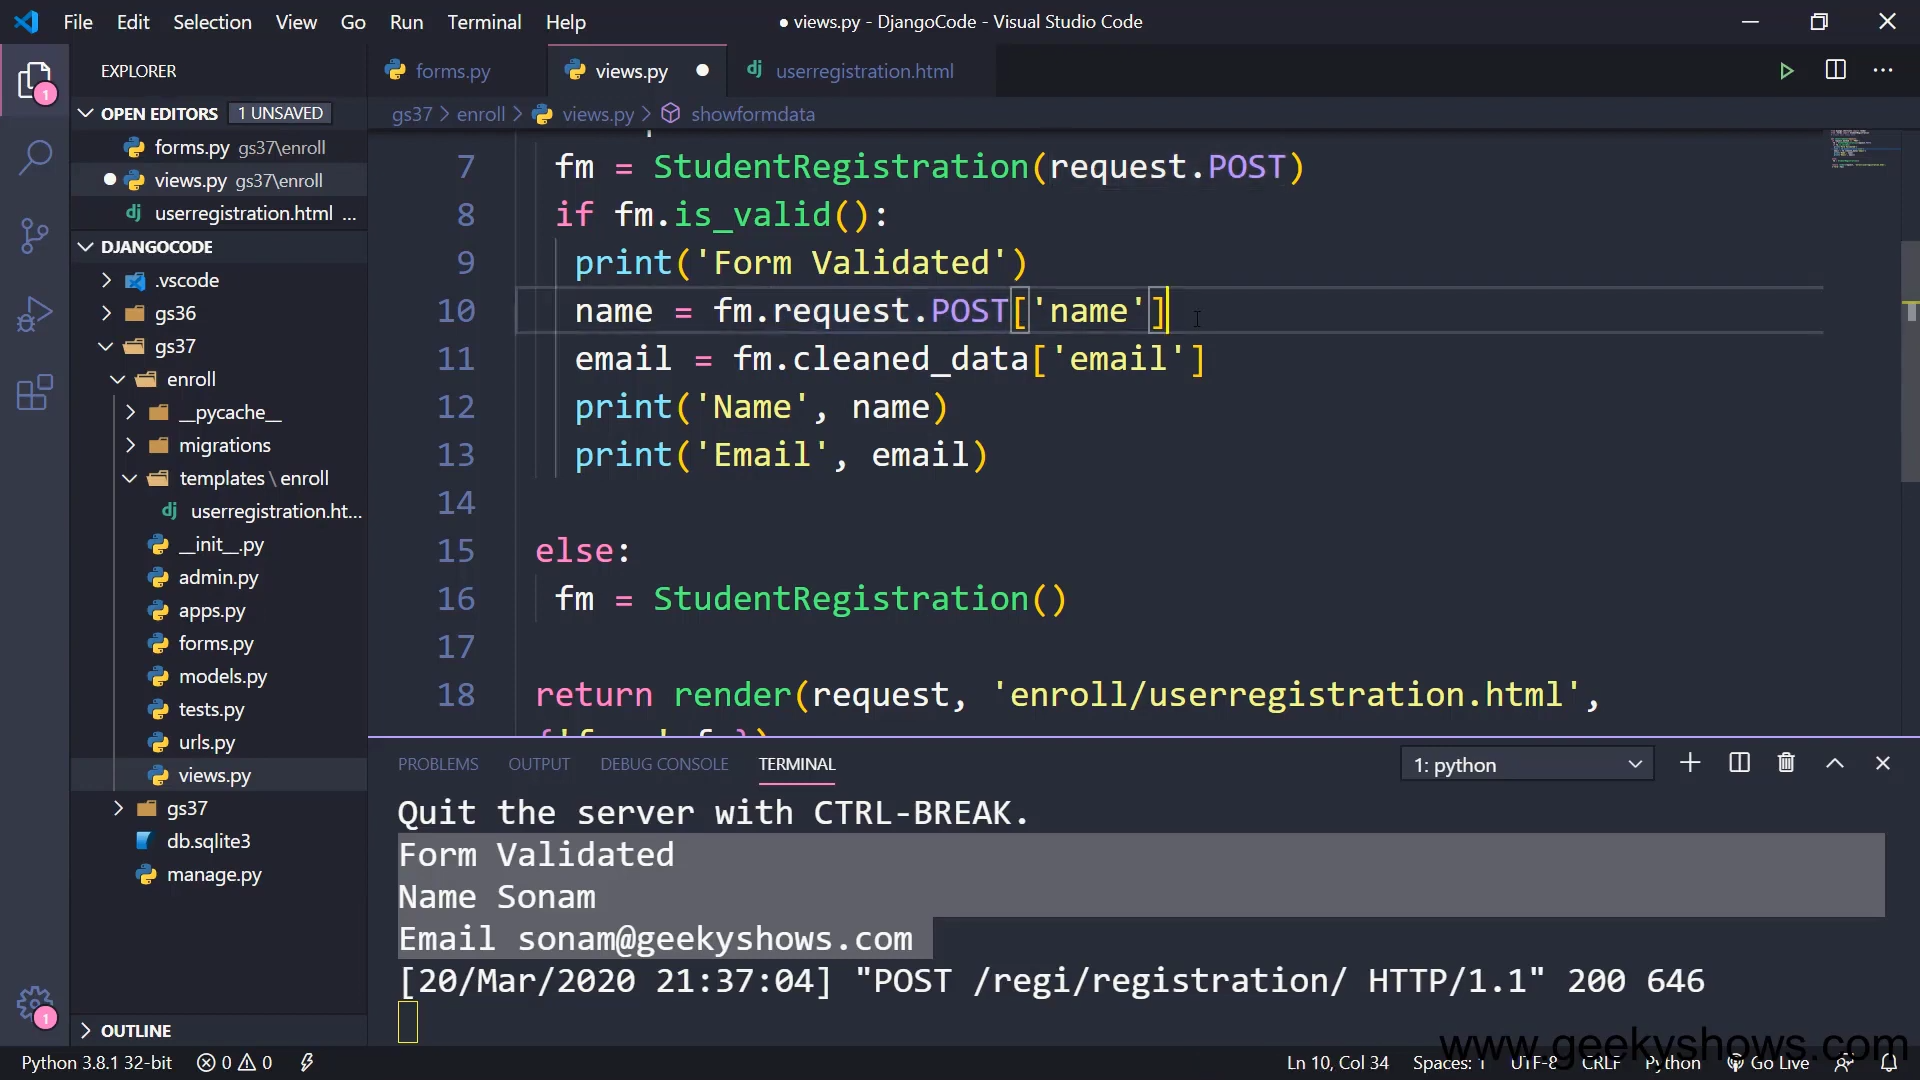 File Edit Selection View Go Run Terminal Help
● views.py - DjangoCode - Visual Studio Code
EXPLORER
OPEN EDITORS 1 UNSAVED
forms.py gs37\enroll
views.py gs37\enroll
userregistration.html ...
DJANGOCODE
.vscode
gs36
gs37
enroll
__pycache__
migrations
templates \ enroll
userregistration.ht...
__init__.py
admin.py
apps.py
forms.py
models.py
tests.py
urls.py
views.py
gs37
db.sqlite3
manage.py
OUTLINE
1
1
forms.py views.py userregistration.html
gs37 > enroll > views.py > showformdata
7 fm = StudentRegistration(request.POST)
8 if fm.is_valid():
9 print('Form Validated')
10 name = fm.request.POST['name']
11 email = fm.cleaned_data['email']
12 print('Name', name)
13 print('Email', email)
14
15 else:
16 fm = StudentRegistration()
17
18 return render(request, 'enroll/userregistration.html',
PROBLEMS OUTPUT DEBUG CONSOLE TERMINAL
1: python
Quit the server with CTRL-BREAK.
Form Validated
Name Sonam
Email sonam@geekyshows.com
[20/Mar/2020 21:37:04] "POST /regi/registration/ HTTP/1.1" 200 646
www.geekyshows.com
Python 3.8.1 32-bit 0 0 Ln 10, Col 34 Spaces: 1 UTF-8 CRLF Python Go Live